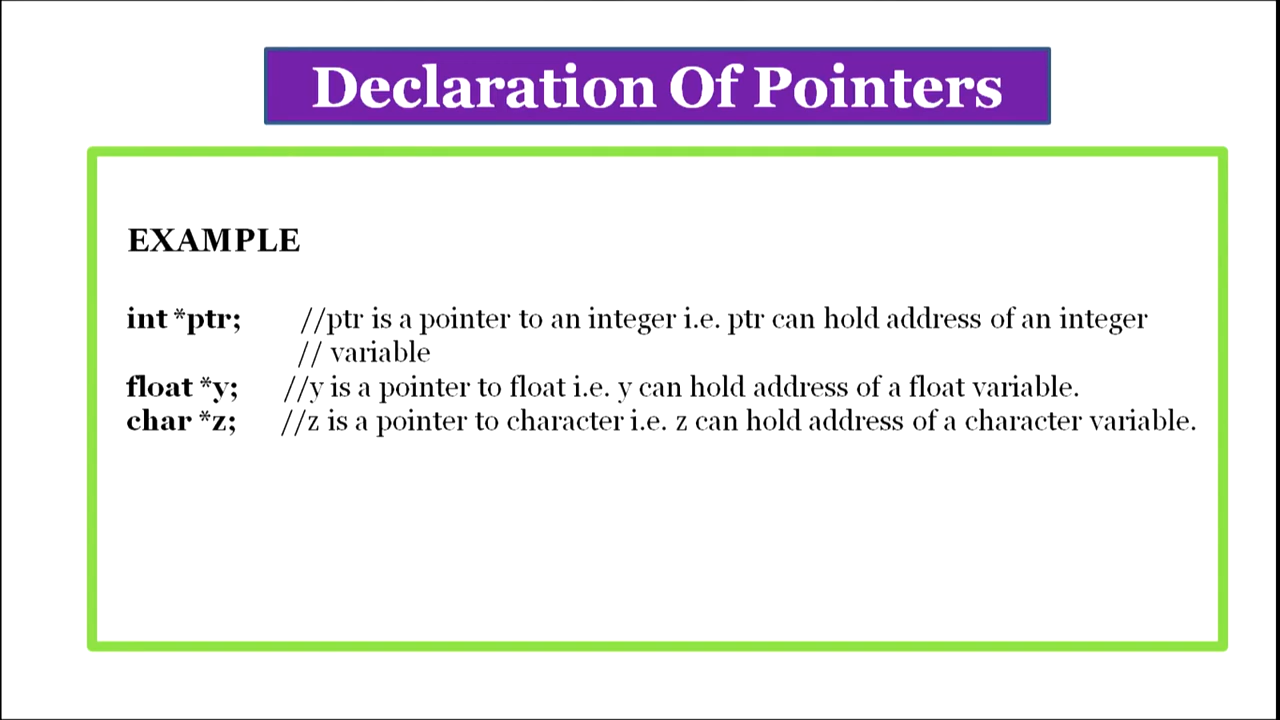 Declaration Of Pointers
EXAMPLE
int *ptr; //ptr is a pointer to an integer i.e. ptr can hold address of an integer
// variable
float *y; //y is a pointer to float i.e. y can hold address of a float variable.
char *z; //z is a pointer to character i.e. z can hold address of a character variable.